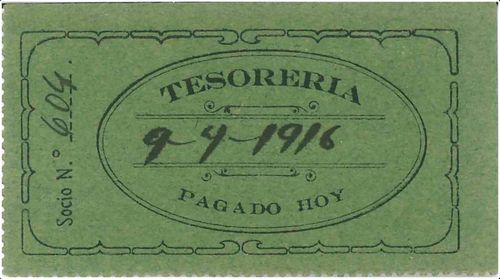 TESORERIA
9-4-1916
PAGADO HOY
Socio N.º 604.